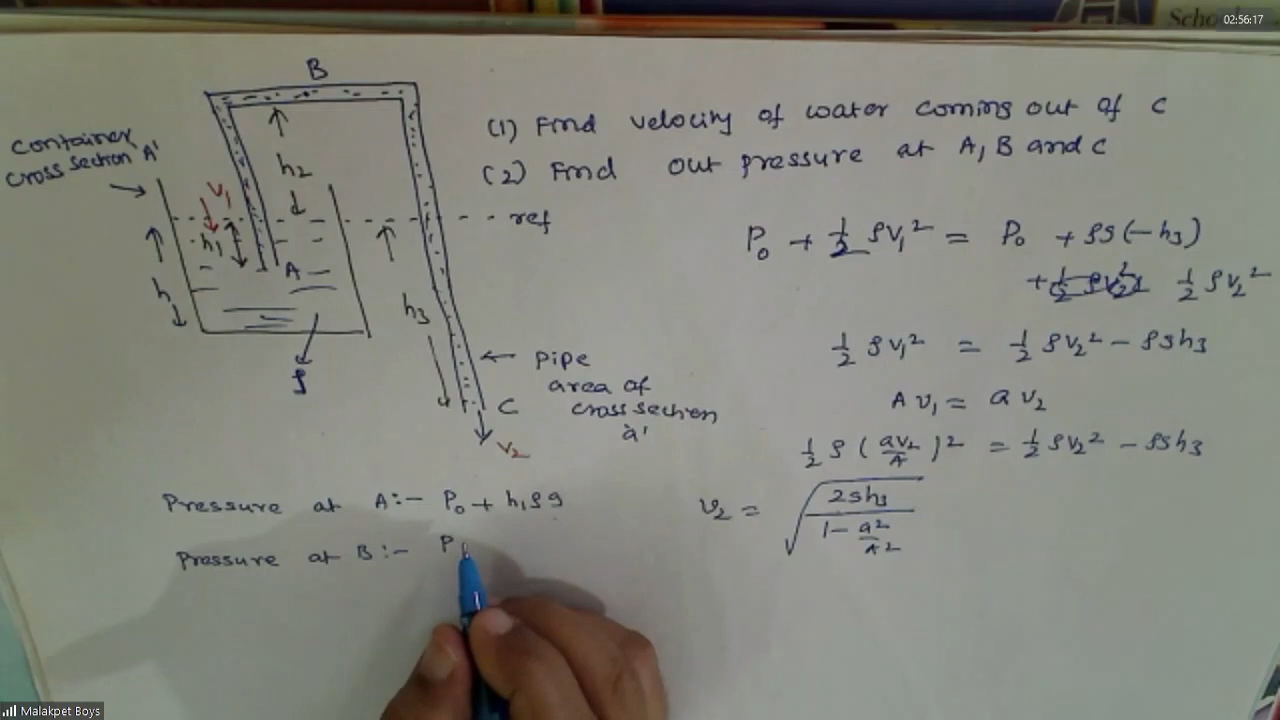 Scho
02:56:17
B
container
cross section A'
h₂
v₁
h₁
A
h
ρ
ref
h₃
pipe
area of
cross section
a'
C
v₂
(1) Find velocity of water coming out of C
(2) Find out pressure at A, B and C
P₀ + ½ ρv₁² = P₀ + ρg(-h₃)
+ ½ ρv₂²
½ ρv₁² = ½ ρv₂² - ρgh₃
A v₁ = a v₂
½ ρ (av₂/A)² = ½ ρv₂² - ρgh₃
v₂ = √(2gh₃ / (1 - a²/A²))
Pressure at A:- P₀ + h₁ρg
Pressure at B:- P
Malakpet Boys